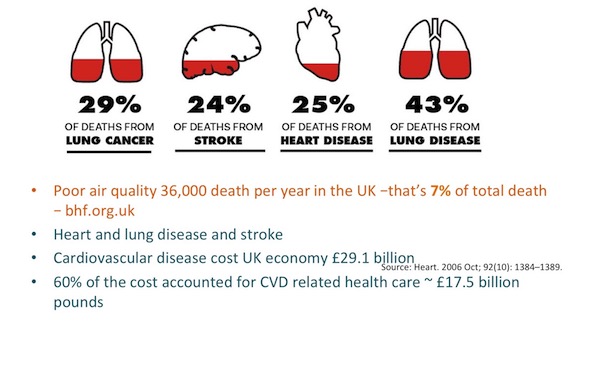 29%
OF DEATHS FROM
LUNG CANCER
24%
OF DEATHS FROM
STROKE
25%
OF DEATHS FROM
HEART DISEASE
43%
OF DEATHS FROM
LUNG DISEASE
• Poor air quality 36,000 death per year in the UK −that's 7% of total death
− bhf.org.uk
• Heart and lung disease and stroke
• Cardiovascular disease cost UK economy £29.1 billion
Source: Heart. 2006 Oct; 92(10): 1384–1389.
• 60% of the cost accounted for CVD related health care ~ £17.5 billion
pounds